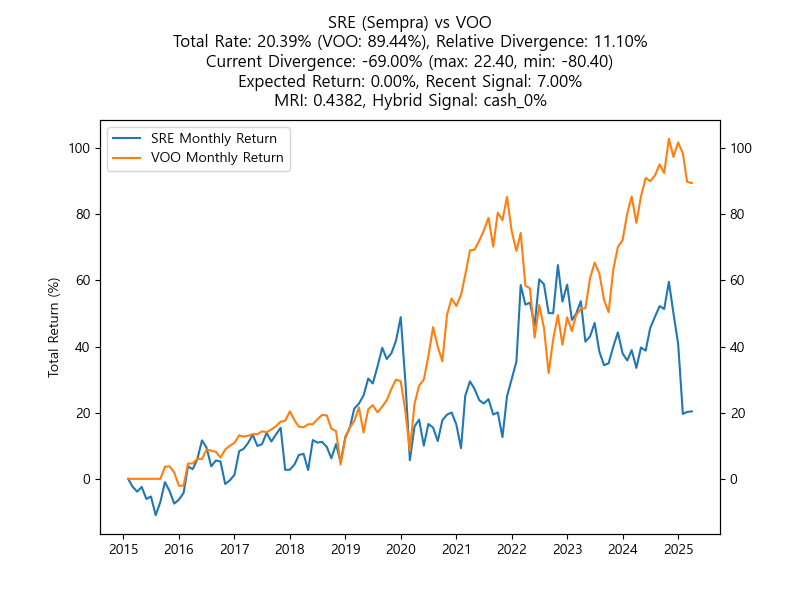 SRE (Sempra) vs VOO
Total Rate: 20.39% (VOO: 89.44%), Relative Divergence: 11.10%
Current Divergence: -69.00% (max: 22.40, min: -80.40)
Expected Return: 0.00%, Recent Signal: 7.00%
MRI: 0.4382, Hybrid Signal: cash_0%
SRE Monthly Return
VOO Monthly Return
Total Return (%)
100
80
60
40
20
0
100
80
60
40
20
0
2015 2016 2017 2018 2019 2020 2021 2022 2023 2024 2025